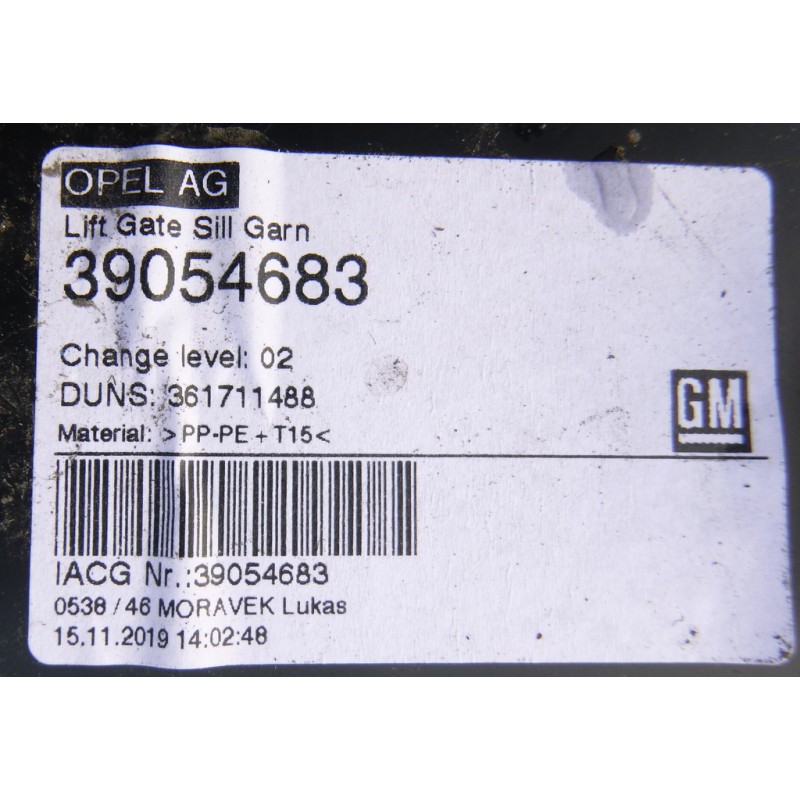 OPEL AG
Lift Gate Sill Garn
39054683
Change level: 02
DUNS: 361711488
GM
Material: >PP-PE+T15<
IACG Nr.:39054683
0538 / 46 MORAVEK Lukas
15.11.2019 14:02:48